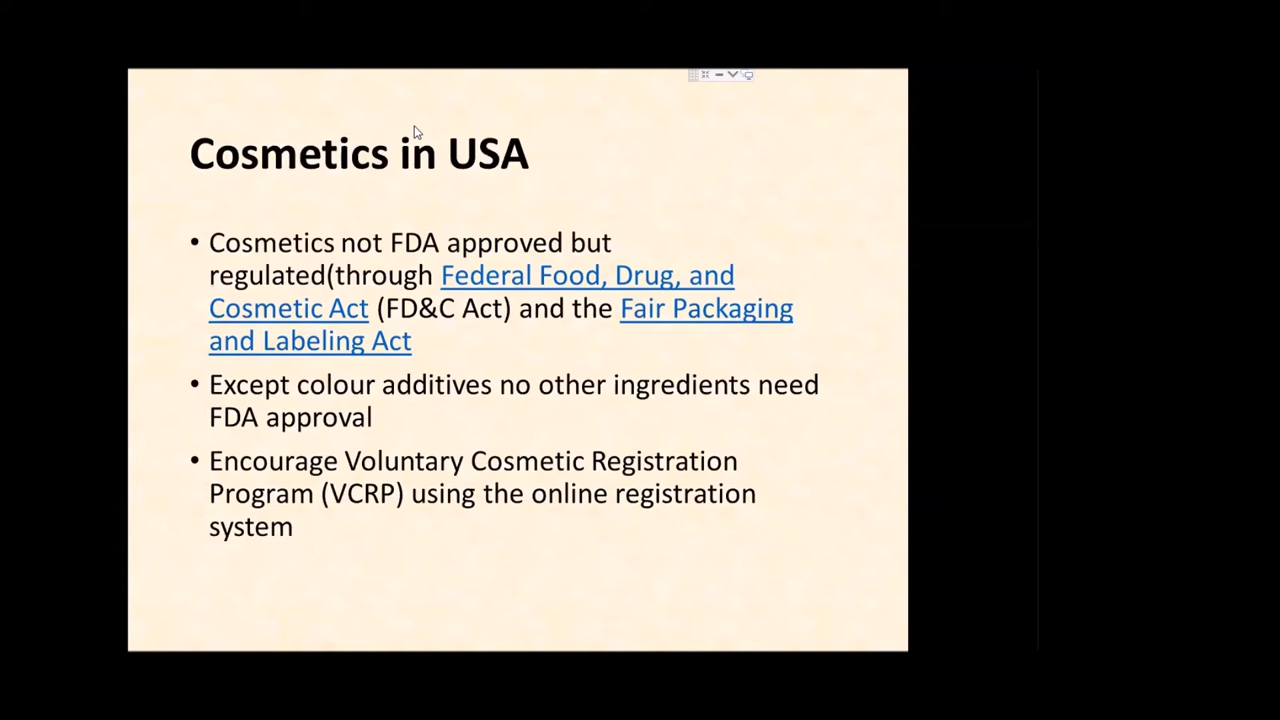 Cosmetics in USA
• Cosmetics not FDA approved but
regulated(through Federal Food, Drug, and
Cosmetic Act (FD&C Act) and the Fair Packaging
and Labeling Act
• Except colour additives no other ingredients need
FDA approval
• Encourage Voluntary Cosmetic Registration
Program (VCRP) using the online registration
system